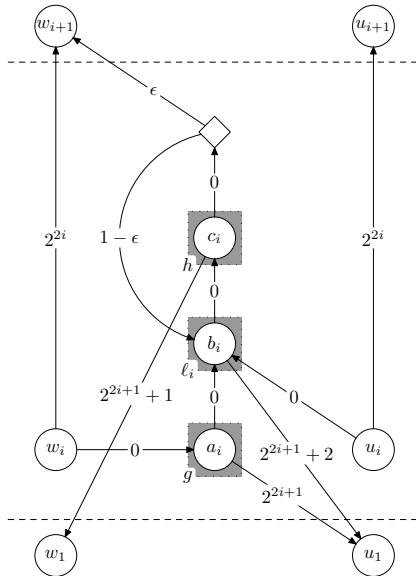 w_{i+1} u_{i+1}
ϵ
0
2^{2i} 1 − ϵ 2^{2i}
c_i
h
0
b_i
ℓ_i
2^{2i+1} + 1 0 0
w_i 0 a_i 2^{2i+1} + 2 u_i
g
2^{2i+1}
w_1 u_1